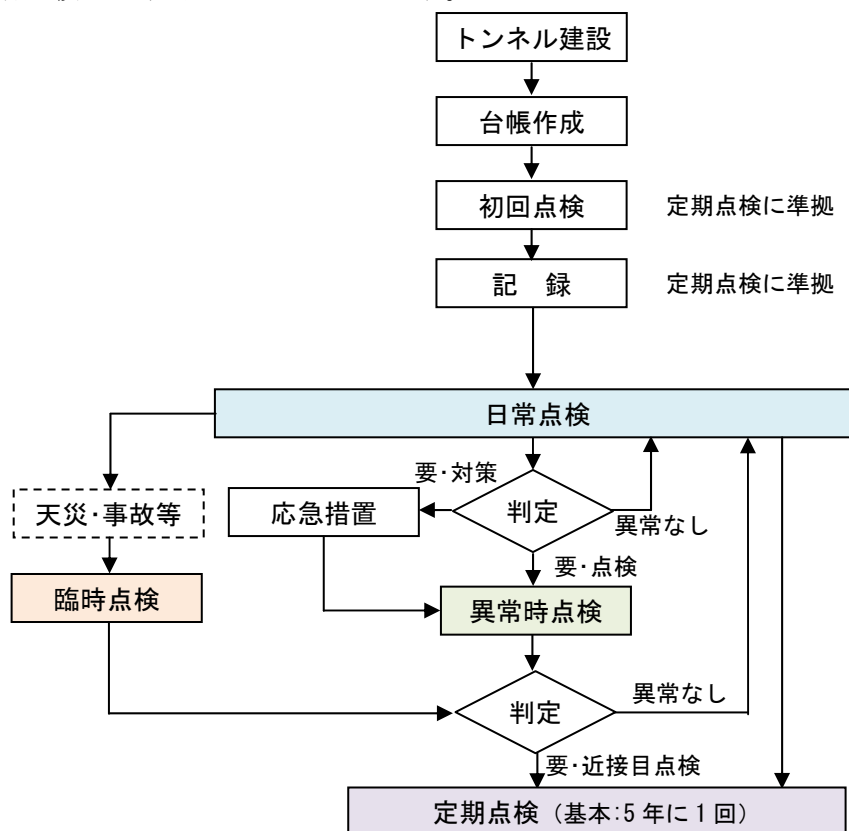 トンネル建設
台帳作成
初回点検
定期点検に準拠
記　録
定期点検に準拠
日常点検
要･対策
天災･事故等
応急措置
判定
異常なし
要･点検
臨時点検
異常時点検
判定
異常なし
要･近接目点検
定期点検（基本:5年に1回）